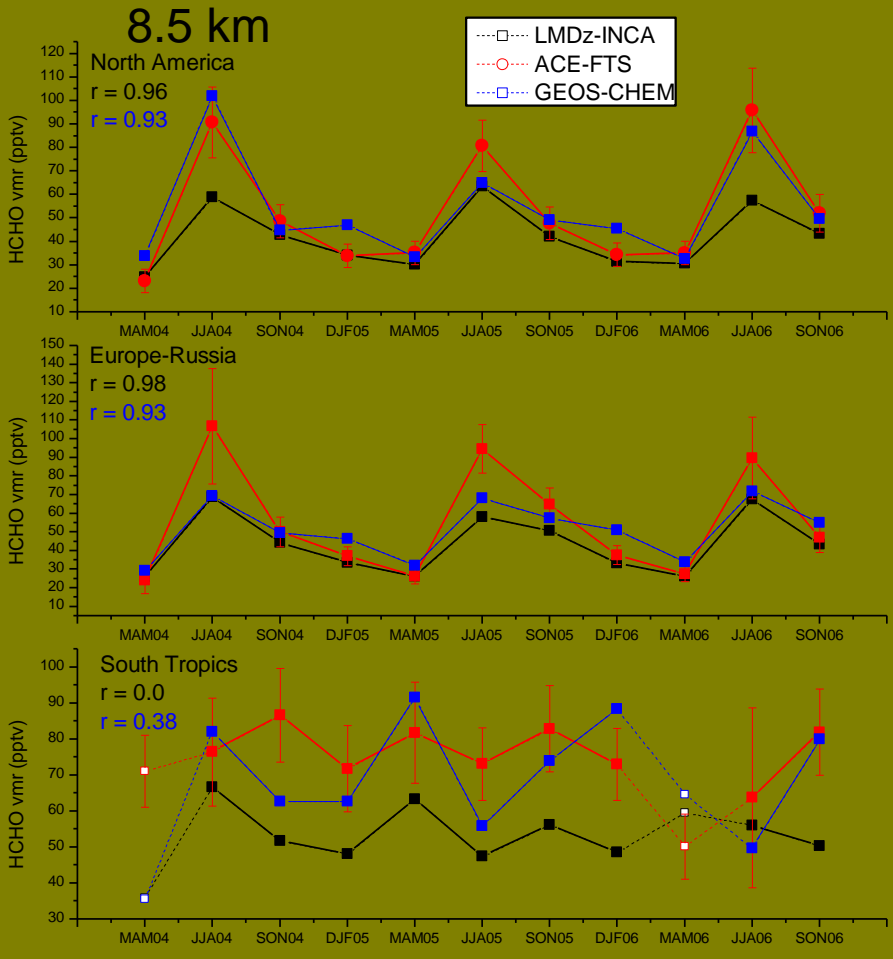 8.5 km
LMDz-INCA
ACE-FTS
GEOS-CHEM
North America
r = 0.96
r = 0.93
HCHO vmr (pptv)
120
110
100
90
80
70
60
50
40
30
20
10
MAM04 JJA04 SON04 DJF05 MAM05 JJA05 SON05 DJF06 MAM06 JJA06 SON06
Europe-Russia
r = 0.98
r = 0.93
HCHO vmr (pptv)
150
140
130
120
110
100
90
80
70
60
50
40
30
20
10
MAM04 JJA04 SON04 DJF05 MAM05 JJA05 SON05 DJF06 MAM06 JJA06 SON06
South Tropics
r = 0.0
r = 0.38
HCHO vmr (pptv)
100
90
80
70
60
50
40
30
MAM04 JJA04 SON04 DJF05 MAM05 JJA05 SON05 DJF06 MAM06 JJA06 SON06